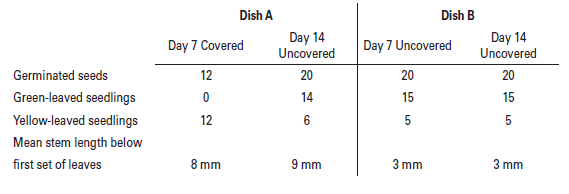 Dish A Dish B
Day 7 Covered Day 14 Uncovered Day 7 Uncovered Day 14 Uncovered
Germinated seeds 12 20 20 20
Green-leaved seedlings 0 14 15 15
Yellow-leaved seedlings 12 6 5 5
Mean stem length below
first set of leaves 8 mm 9 mm 3 mm 3 mm